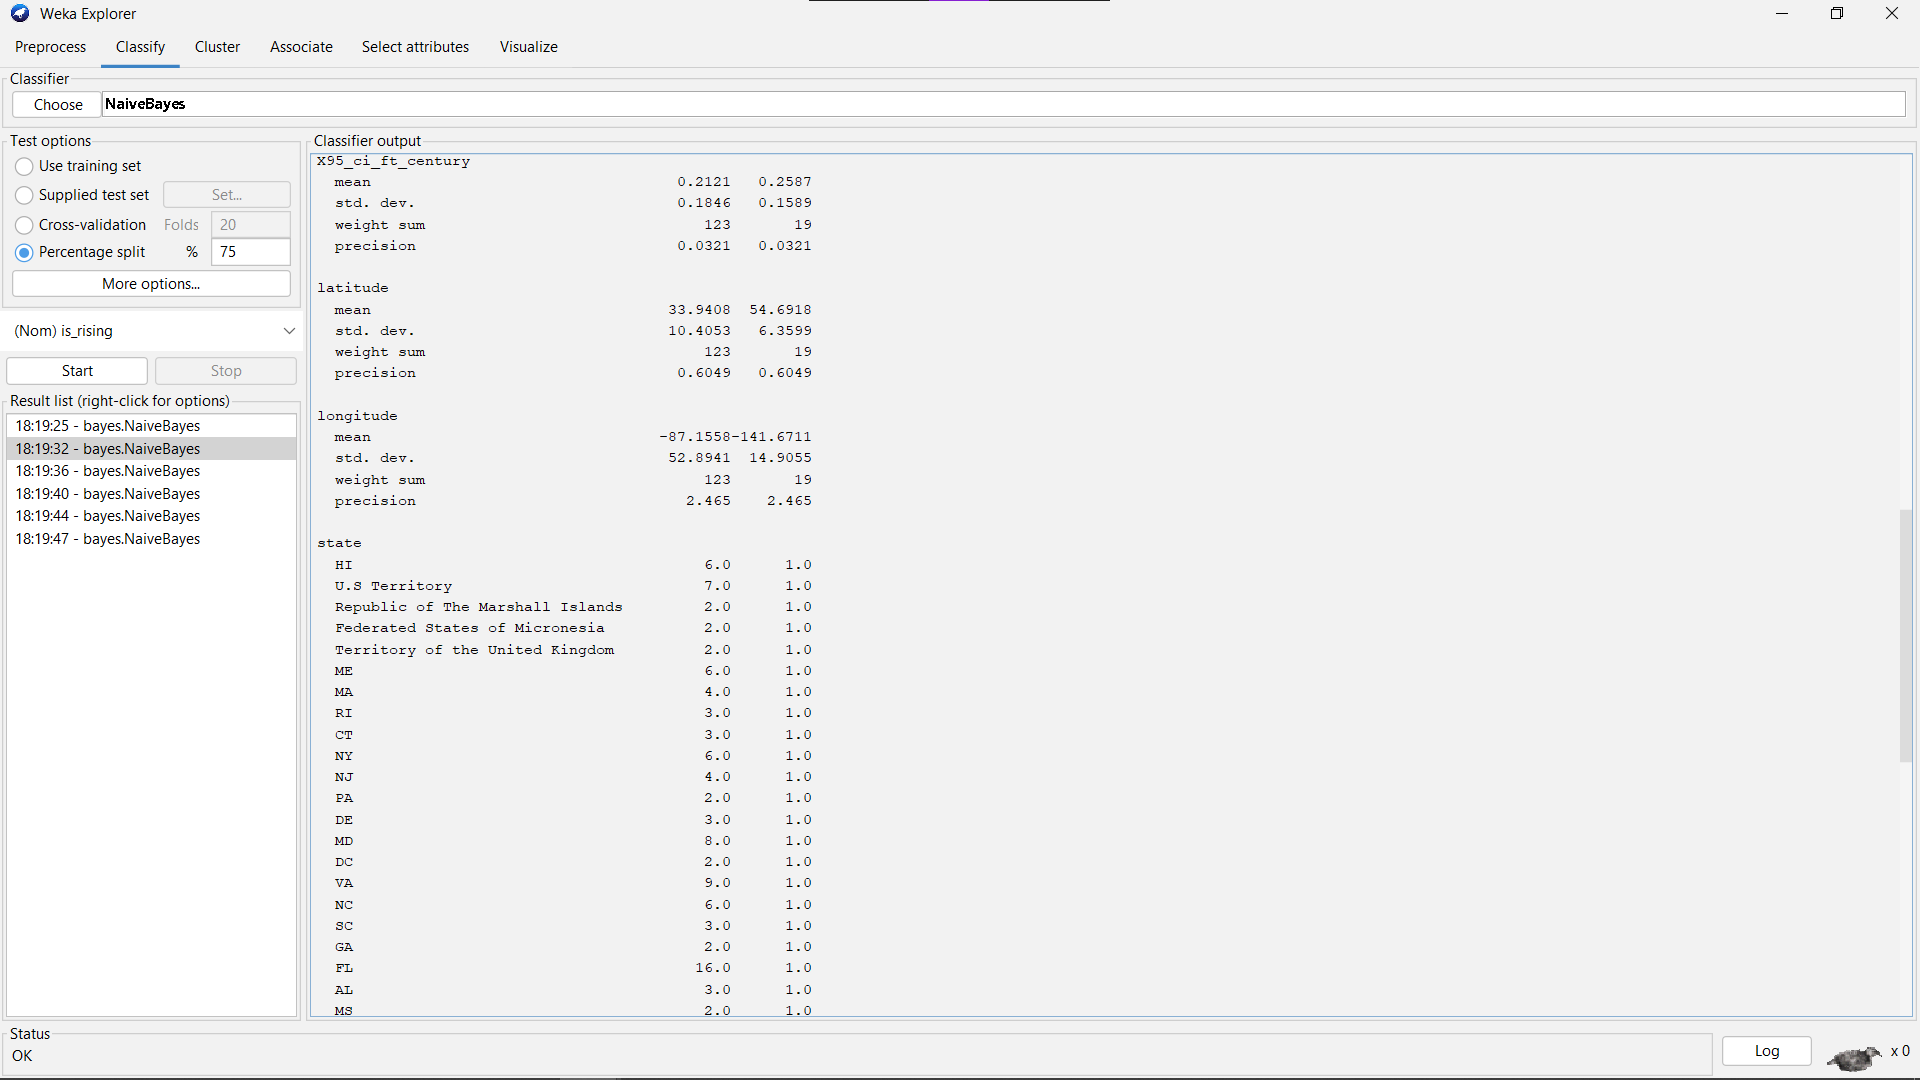 Weka Explorer
Preprocess Classify Cluster Associate Select attributes Visualize
Classifier
Choose NaiveBayes
Test options
Use training set
Supplied test set Set...
Cross-validation Folds 20
Percentage split % 75
More options...
(Nom) is_rising
Start Stop
Result list (right-click for options)
18:19:25 - bayes.NaiveBayes
18:19:32 - bayes.NaiveBayes
18:19:36 - bayes.NaiveBayes
18:19:40 - bayes.NaiveBayes
18:19:44 - bayes.NaiveBayes
18:19:47 - bayes.NaiveBayes
Classifier output
X95_ci_ft_century
mean 0.2121 0.2587
std. dev. 0.1846 0.1589
weight sum 123 19
precision 0.0321 0.0321
latitude
mean 33.9408 54.6918
std. dev. 10.4053 6.3599
weight sum 123 19
precision 0.6049 0.6049
longitude
mean -87.1558-141.6711
std. dev. 52.8941 14.9055
weight sum 123 19
precision 2.465 2.465
state
HI 6.0 1.0
U.S Territory 7.0 1.0
Republic of The Marshall Islands 2.0 1.0
Federated States of Micronesia 2.0 1.0
Territory of the United Kingdom 2.0 1.0
ME 6.0 1.0
MA 4.0 1.0
RI 3.0 1.0
CT 3.0 1.0
NY 6.0 1.0
NJ 4.0 1.0
PA 2.0 1.0
DE 3.0 1.0
MD 8.0 1.0
DC 2.0 1.0
VA 9.0 1.0
NC 6.0 1.0
SC 3.0 1.0
GA 2.0 1.0
FL 16.0 1.0
AL 3.0 1.0
MS 2.0 1.0
Status
OK
Log x 0